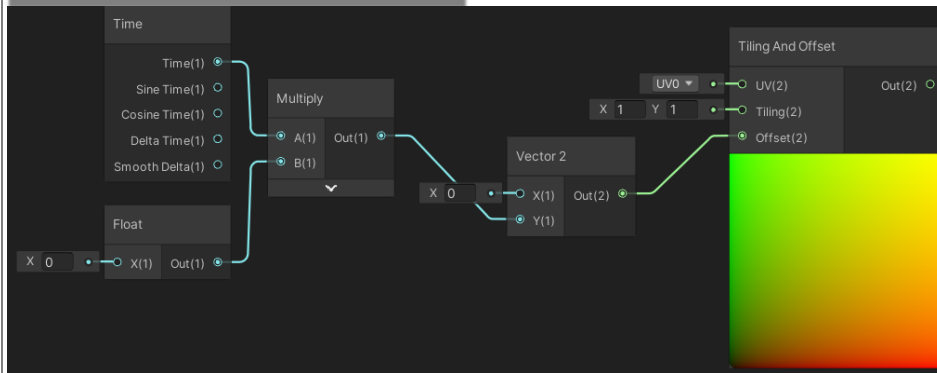 Time
Time(1)
Sine Time(1)
Cosine Time(1)
Delta Time(1)
Smooth Delta(1)
Multiply
A(1) Out(1)
B(1)
Float
X 0 X(1) Out(1)
Vector 2
X 0 X(1) Out(2)
Y(1)
Tiling And Offset
UV0 UV(2) Out(2)
X 1 Y 1 Tiling(2)
Offset(2)